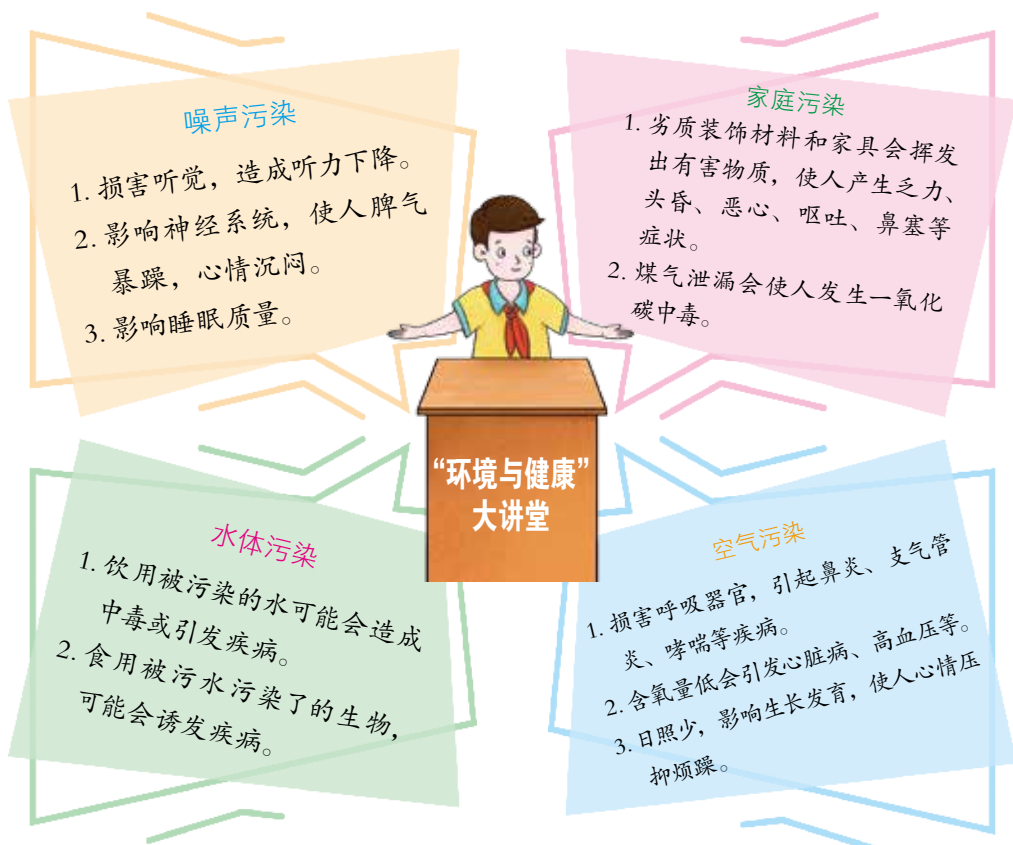 噪声污染
1. 损害听觉，造成听力下降。
2. 影响神经系统，使人脾气
暴躁，心情沉闷。
3. 影响睡眠质量。
家庭污染
1. 劣质装饰材料和家具会挥发
出有害物质，使人产生乏力、
头昏、恶心、呕吐、鼻塞等
症状。
2. 煤气泄漏会使人发生一氧化
碳中毒。
“环境与健康”
大讲堂
水体污染
1. 饮用被污染的水可能会造成
中毒或引发疾病。
2. 食用被污水污染了的生物，
可能会诱发疾病。
空气污染
1. 损害呼吸器官，引起鼻炎、支气管
炎、哮喘等疾病。
2. 含氧量低会引发心脏病、高血压等。
3. 日照少，影响生长发育，使人心情压
抑烦躁。